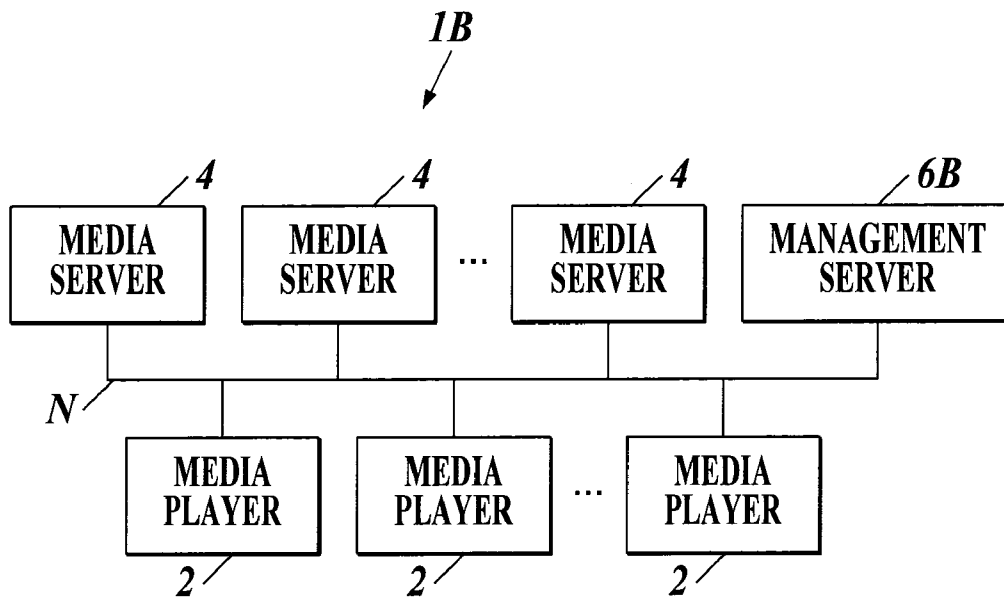 1B
4 4 4 6B
MEDIA SERVER MEDIA SERVER ... MEDIA SERVER MANAGEMENT SERVER
N
MEDIA PLAYER MEDIA PLAYER ... MEDIA PLAYER
2 2 2